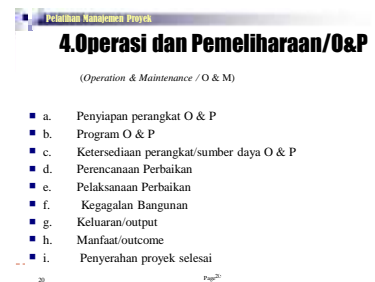 Pelatihan Manajemen Proyek
4.Operasi dan Pemeliharaan/O&P
(Operation & Maintenance / O & M)
a. Penyiapan perangkat O & P
b. Program O & P
c. Ketersediaan perangkat/sumber daya O & P
d. Perencanaan Perbaikan
e. Pelaksanaan Perbaikan
f. Kegagalan Bangunan
g. Keluaran/output
h. Manfaat/outcome
i. Penyerahan proyek selesai
20 Page20